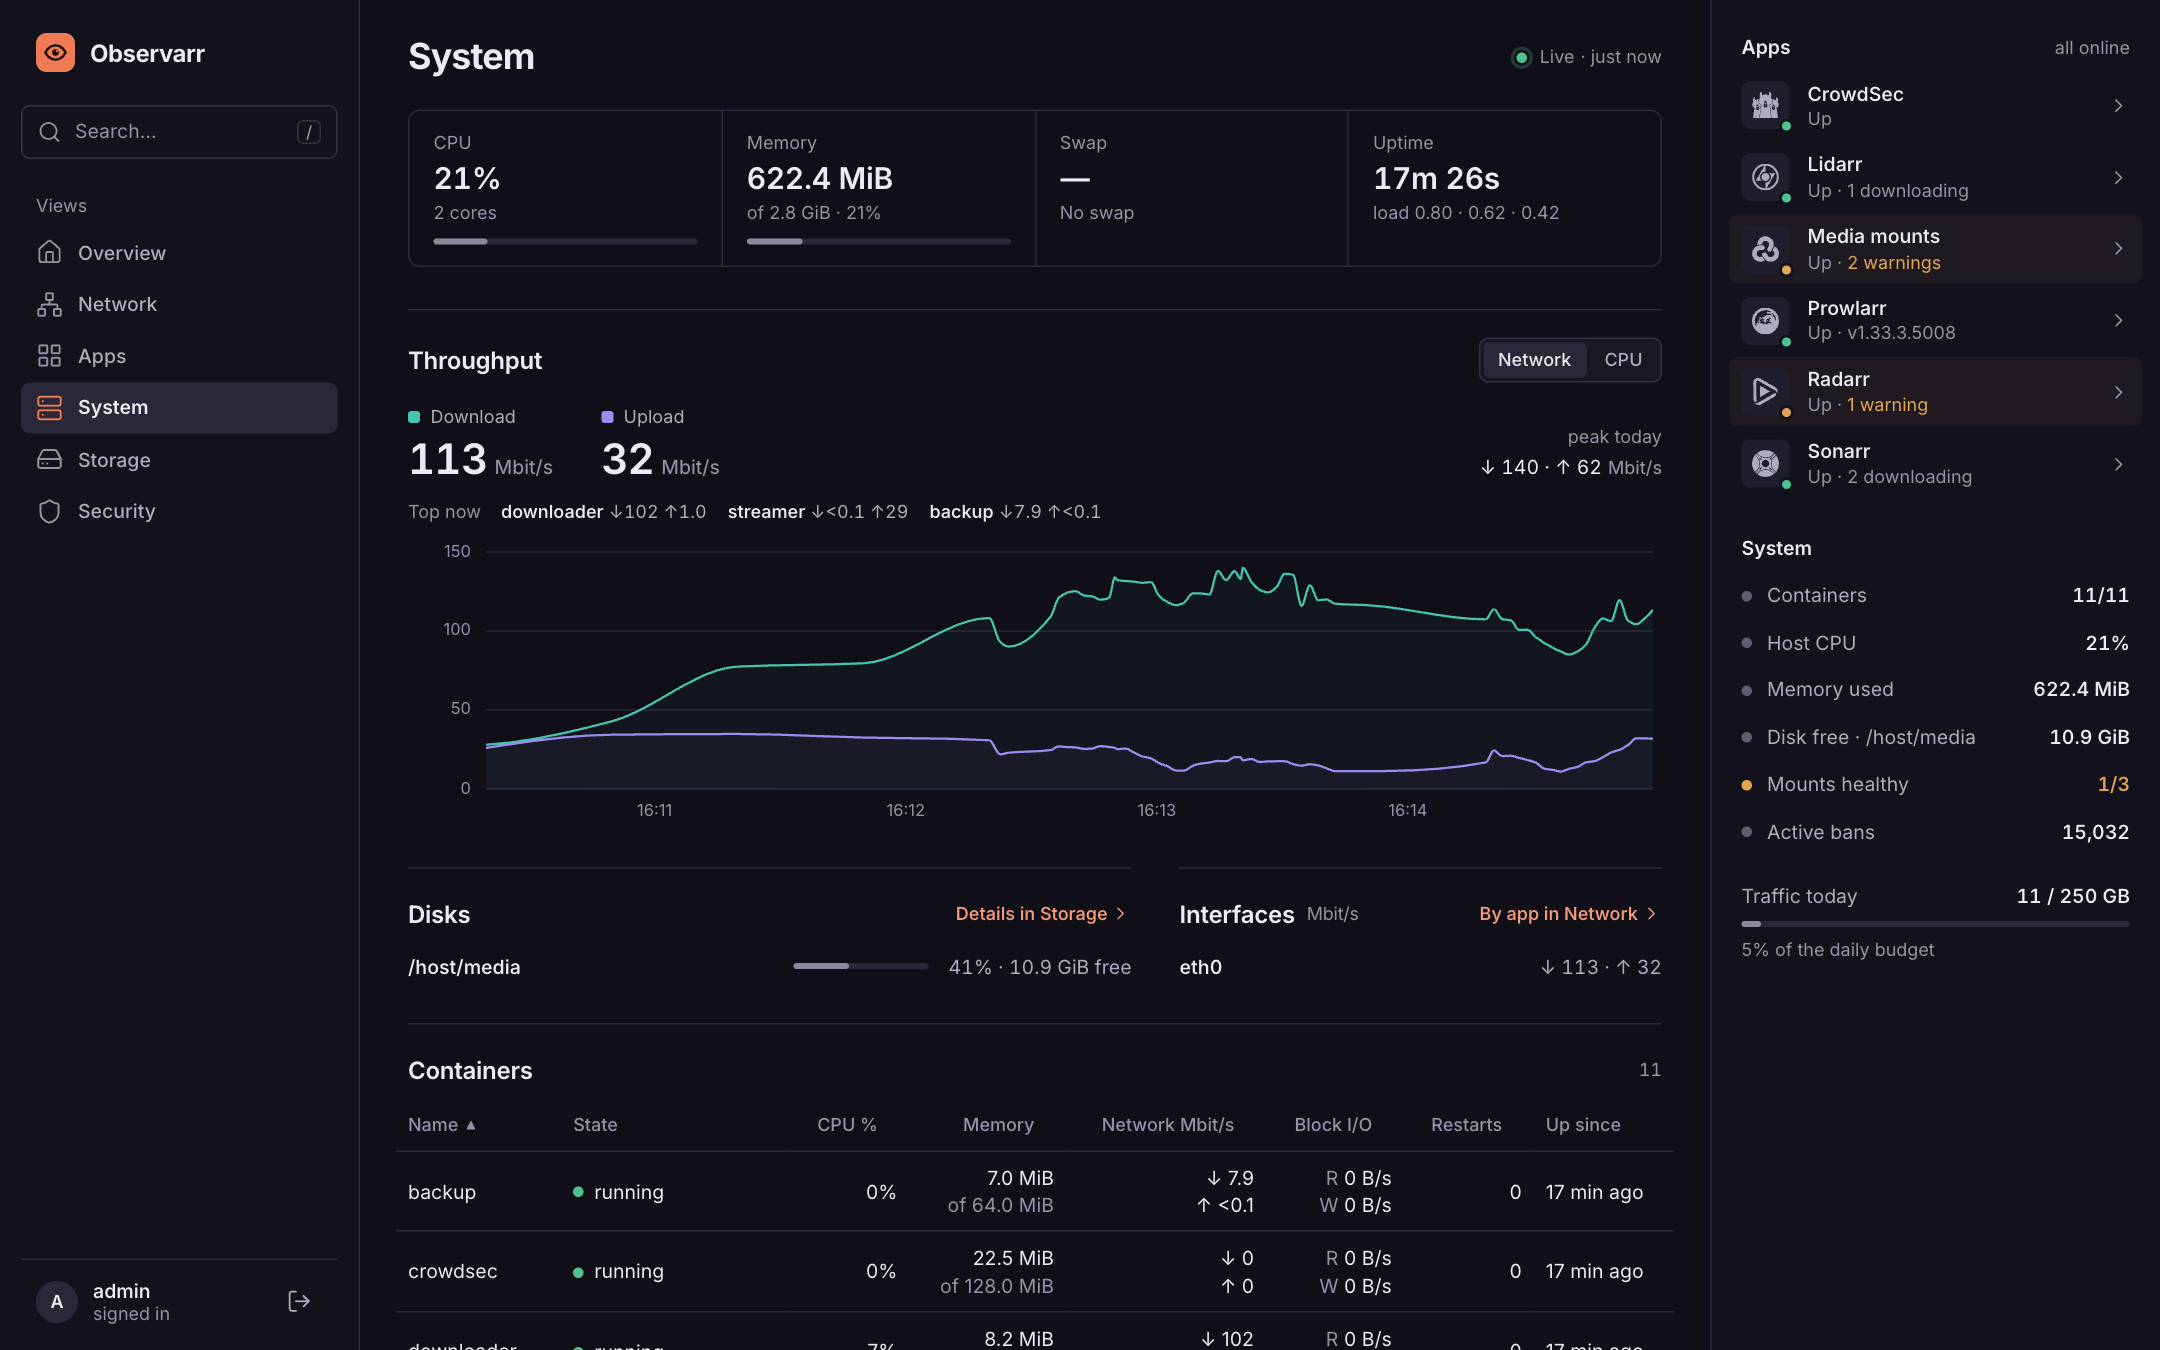 Observarr
Search...
/
Views
Overview
Network
Apps
System
Storage
Security
A
admin
signed in
System
Live · just now
CPU
21%
2 cores
Memory
622.4 MiB
of 2.8 GiB · 21%
Swap
—
No swap
Uptime
17m 26s
load 0.80 · 0.62 · 0.42
Throughput
Network
CPU
Download
113 Mbit/s
Upload
32 Mbit/s
peak today
↓ 140 · ↑ 62 Mbit/s
Top now downloader ↓102 ↑1.0 streamer ↓<0.1 ↑29 backup ↓7.9 ↑<0.1
150
100
50
0
16:11
16:12
16:13
16:14
Disks
Details in Storage
/host/media
41% · 10.9 GiB free
Interfaces Mbit/s
By app in Network
eth0
↓ 113 · ↑ 32
Containers
11
Name ▲ State CPU % Memory Network Mbit/s Block I/O Restarts Up since
backup running 0% 7.0 MiB ↓ 7.9 R 0 B/s 0 17 min ago
of 64.0 MiB ↑ <0.1 W 0 B/s
crowdsec running 0% 22.5 MiB ↓ 0 R 0 B/s 0 17 min ago
of 128.0 MiB ↑ 0 W 0 B/s
downloader running 7% 8.2 MiB ↓ 102 R 0 B/s 0 17 min ago
Apps
all online
CrowdSec
Up
Lidarr
Up · 1 downloading
Media mounts
Up · 2 warnings
Prowlarr
Up · v1.33.3.5008
Radarr
Up · 1 warning
Sonarr
Up · 2 downloading
System
Containers 11/11
Host CPU 21%
Memory used 622.4 MiB
Disk free · /host/media 10.9 GiB
Mounts healthy 1/3
Active bans 15,032
Traffic today 11 / 250 GB
5% of the daily budget